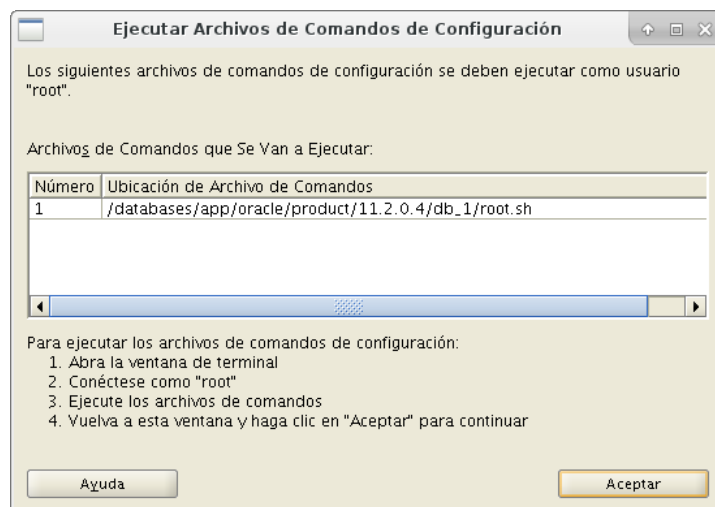 Ejecutar Archivos de Comandos de Configuración
Los siguientes archivos de comandos de configuración se deben ejecutar como usuario
"root".
Archivos de Comandos que Se Van a Ejecutar:
Número Ubicación de Archivo de Comandos
1 /databases/app/oracle/product/11.2.0.4/db_1/root.sh
Para ejecutar los archivos de comandos de configuración:
1. Abra la ventana de terminal
2. Conéctese como "root"
3. Ejecute los archivos de comandos
4. Vuelva a esta ventana y haga clic en "Aceptar" para continuar
Ayuda Aceptar